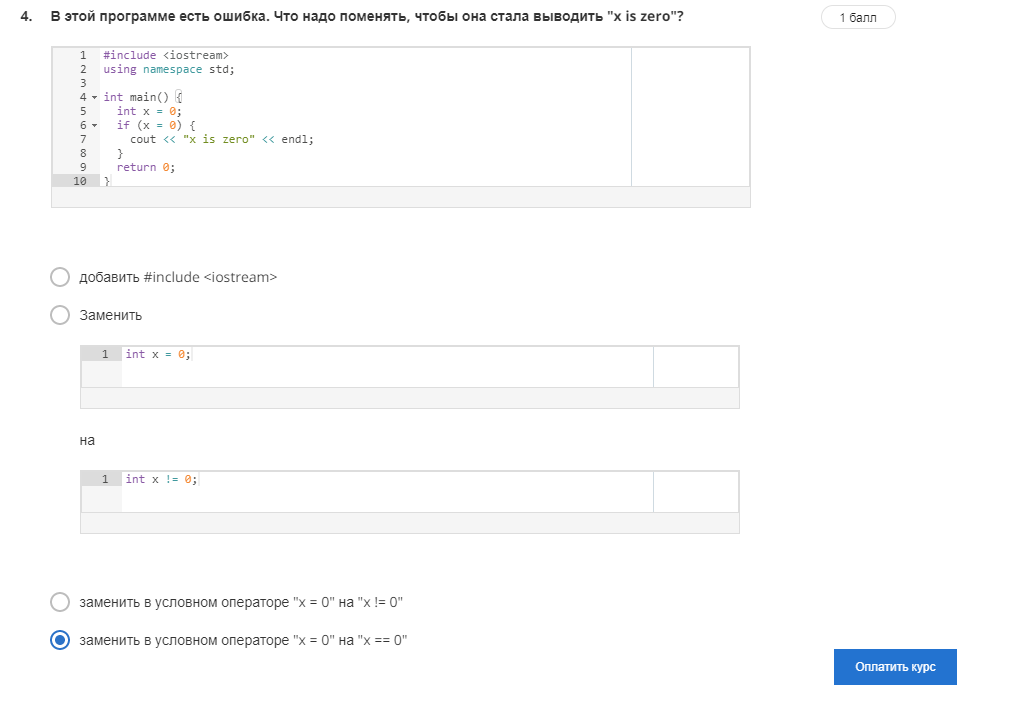 4. В этой программе есть ошибка. Что надо поменять, чтобы она стала выводить "x is zero"?
1 балл
1 #include <iostream>
2 using namespace std;
3
4 int main() {
5 int x = 0;
6 if (x = 0) {
7 cout << "x is zero" << endl;
8 }
9 return 0;
10 }
добавить #include <iostream>
Заменить
1 int x = 0;
на
1 int x != 0;
заменить в условном операторе "x = 0" на "x != 0"
заменить в условном операторе "x = 0" на "x == 0"
Оплатить курс